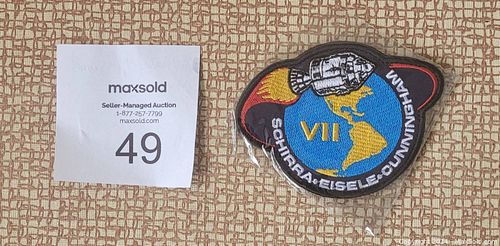 maxsold
Seller-Managed Auction
1-877-257-7799
maxsold.com
49
VII
SCHIRRA•EISELE•CUNNINGHAM